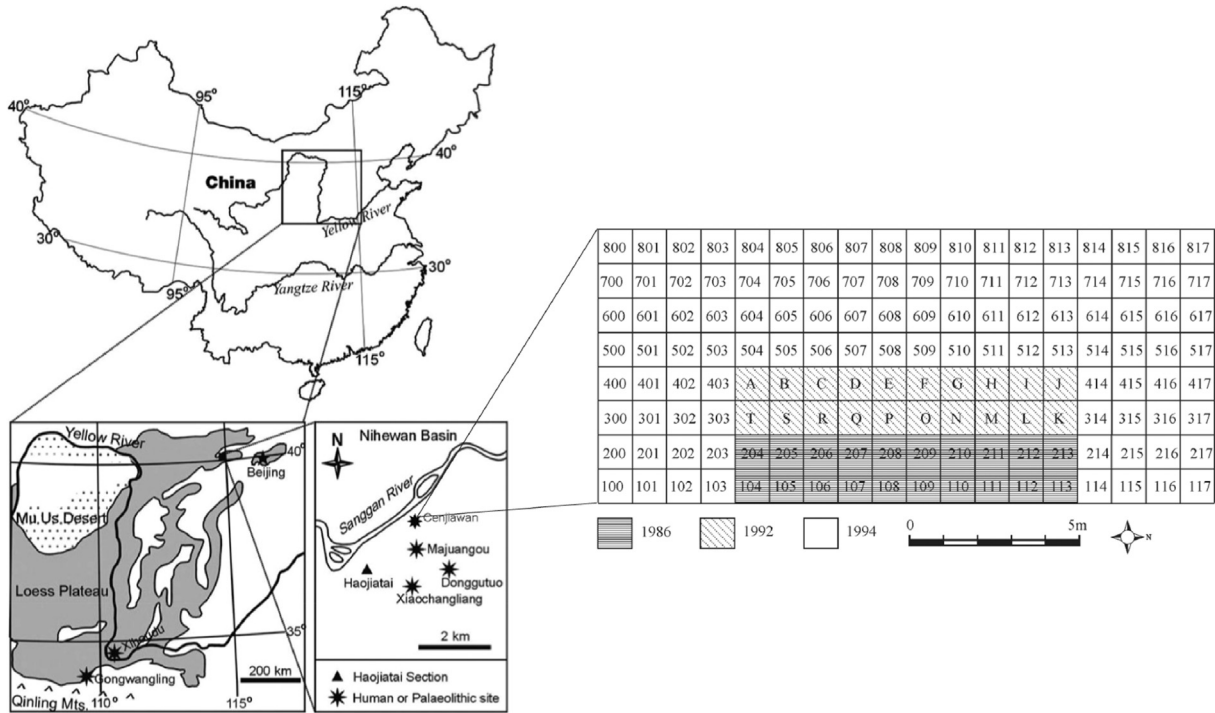 95°
115°
40°
40°
China
Yellow River
30°
30°
95°
Yangtze River
115°
Yellow River
40°
Beijing
Mu Us Desert
Loess Plateau
Xihoudu
35°
200 km
Gongwangling
Qinling Mts.
110°
115°
Nihewan Basin
N
Sanggan River
Cenjiawan
Majuangou
Haojiatai
Donggutuo
Xiaochangliang
2 km
Haojiatai Section
Human or Palaeolithic site
800 801 802 803 804 805 806 807 808 809 810 811 812 813 814 815 816 817
700 701 702 703 704 705 706 707 708 709 710 711 712 713 714 715 716 717
600 601 602 603 604 605 606 607 608 609 610 611 612 613 614 615 616 617
500 501 502 503 504 505 506 507 508 509 510 511 512 513 514 515 516 517
400 401 402 403 A B C D E F G H I J 414 415 416 417
300 301 302 303 T S R Q P O N M L K 314 315 316 317
200 201 202 203 204 205 206 207 208 209 210 211 212 213 214 215 216 217
100 101 102 103 104 105 106 107 108 109 110 111 112 113 114 115 116 117
1986
1992
1994
0
5m
N